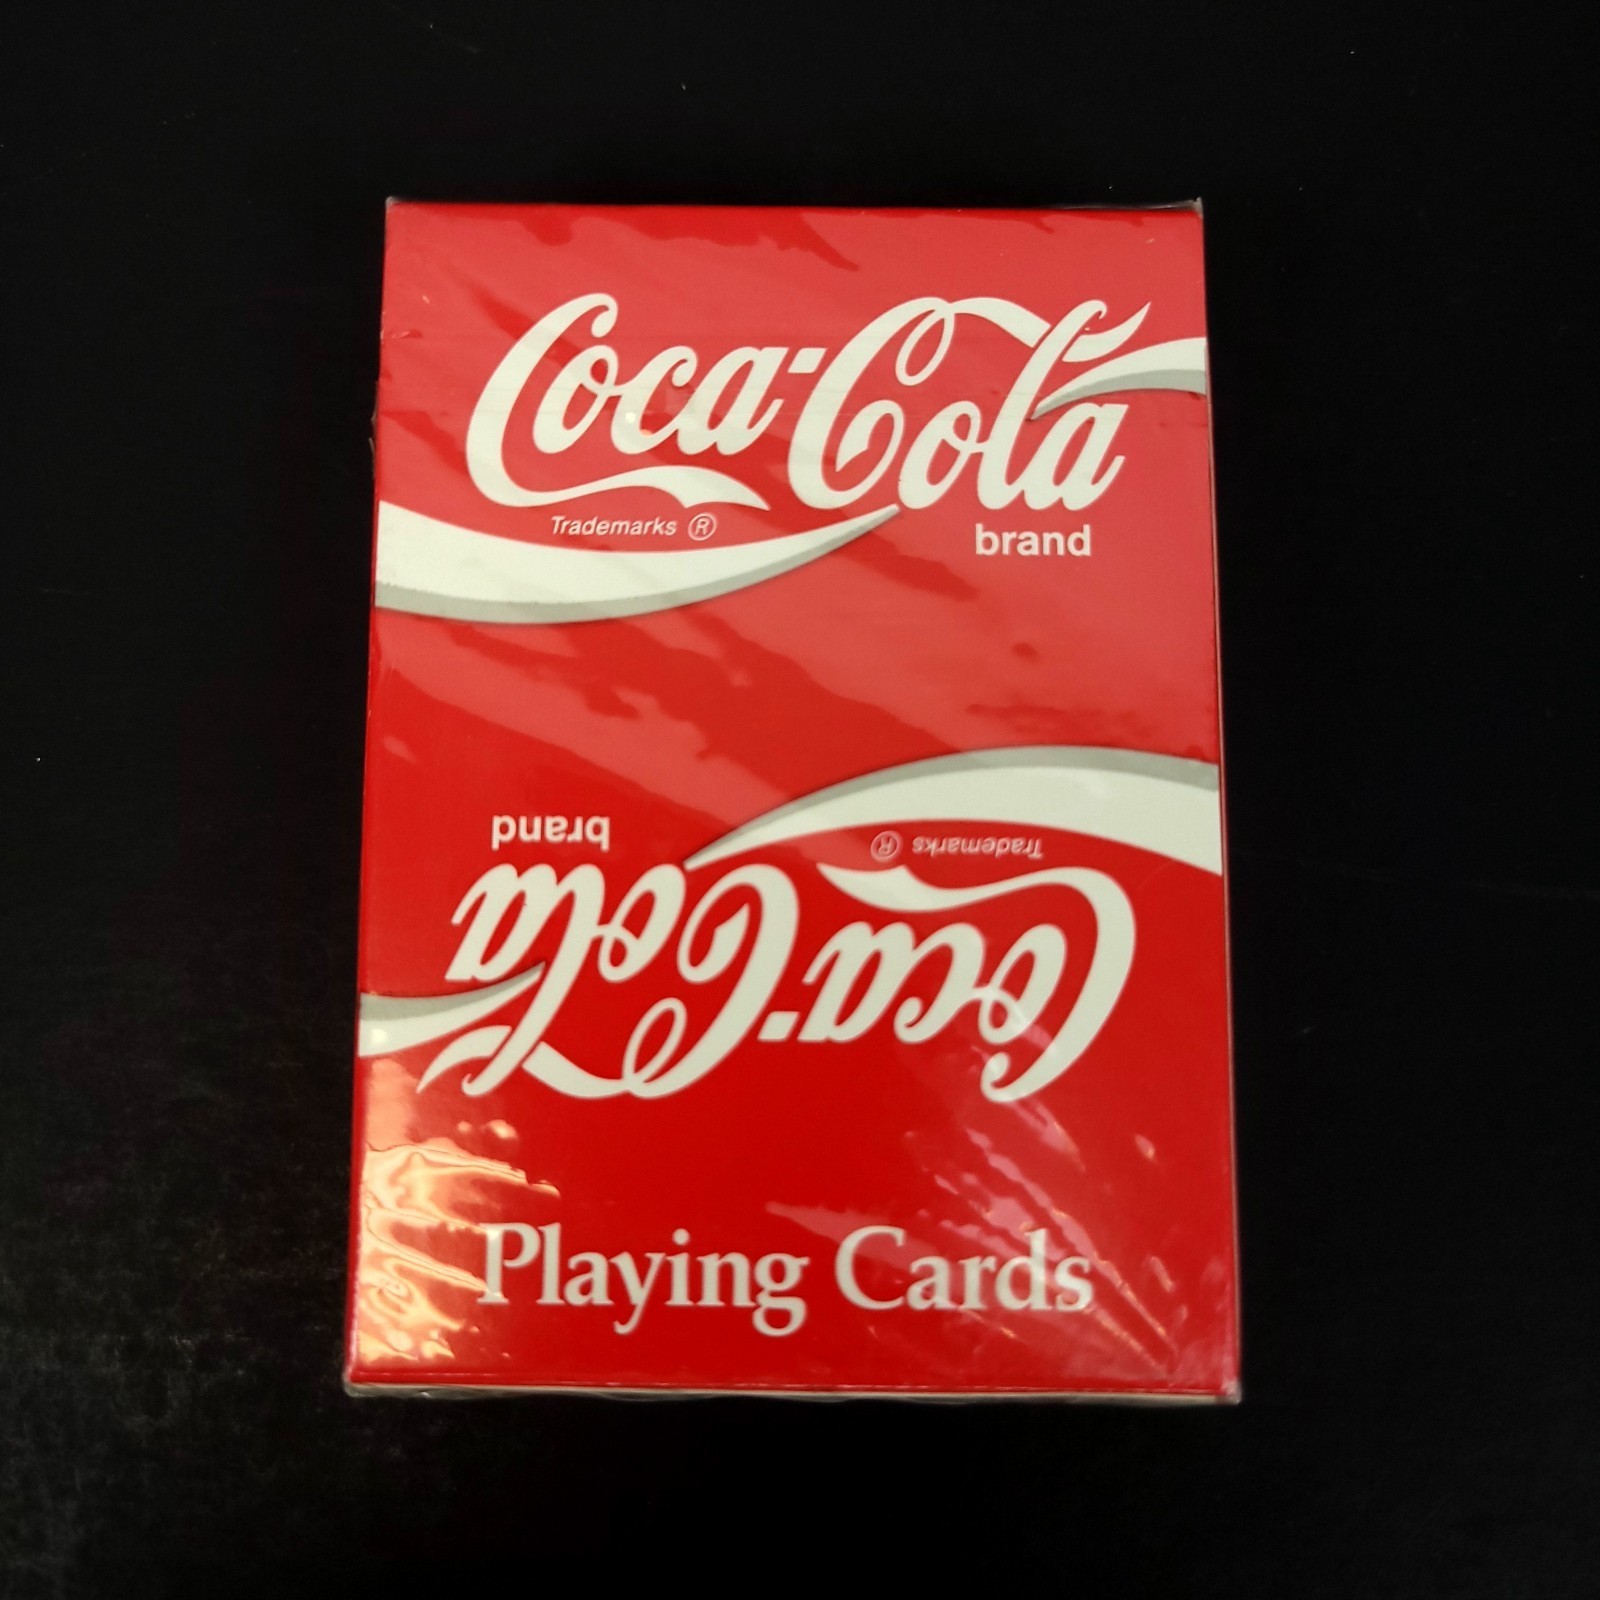 Coca-Cola
Trademarks ®
brand
brand
Trademarks ®
Coca-Cola
Playing Cards